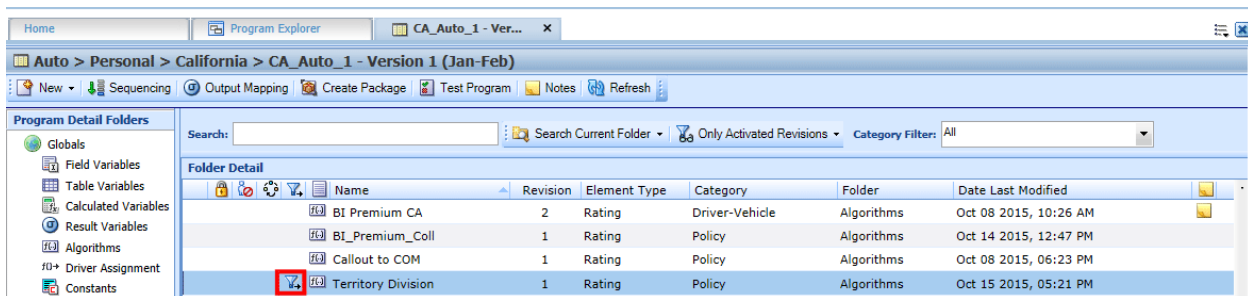 Home Program Explorer CA_Auto_1 - Ver... X
Auto > Personal > California > CA_Auto_1 - Version 1 (Jan-Feb)
New Sequencing Output Mapping Create Package Test Program Notes Refresh
Program Detail Folders
Globals
Field Variables
Table Variables
Calculated Variables
Result Variables
Algorithms
Driver Assignment
Constants
Search: Search Current Folder Only Activated Revisions Category Filter: All
Folder Detail
Name Revision Element Type Category Folder Date Last Modified
BI Premium CA 2 Rating Driver-Vehicle Algorithms Oct 08 2015, 10:26 AM
BI_Premium_Coll 1 Rating Policy Algorithms Oct 14 2015, 12:47 PM
Callout to COM 1 Rating Policy Algorithms Oct 08 2015, 06:23 PM
Territory Division 1 Rating Policy Algorithms Oct 15 2015, 05:21 PM